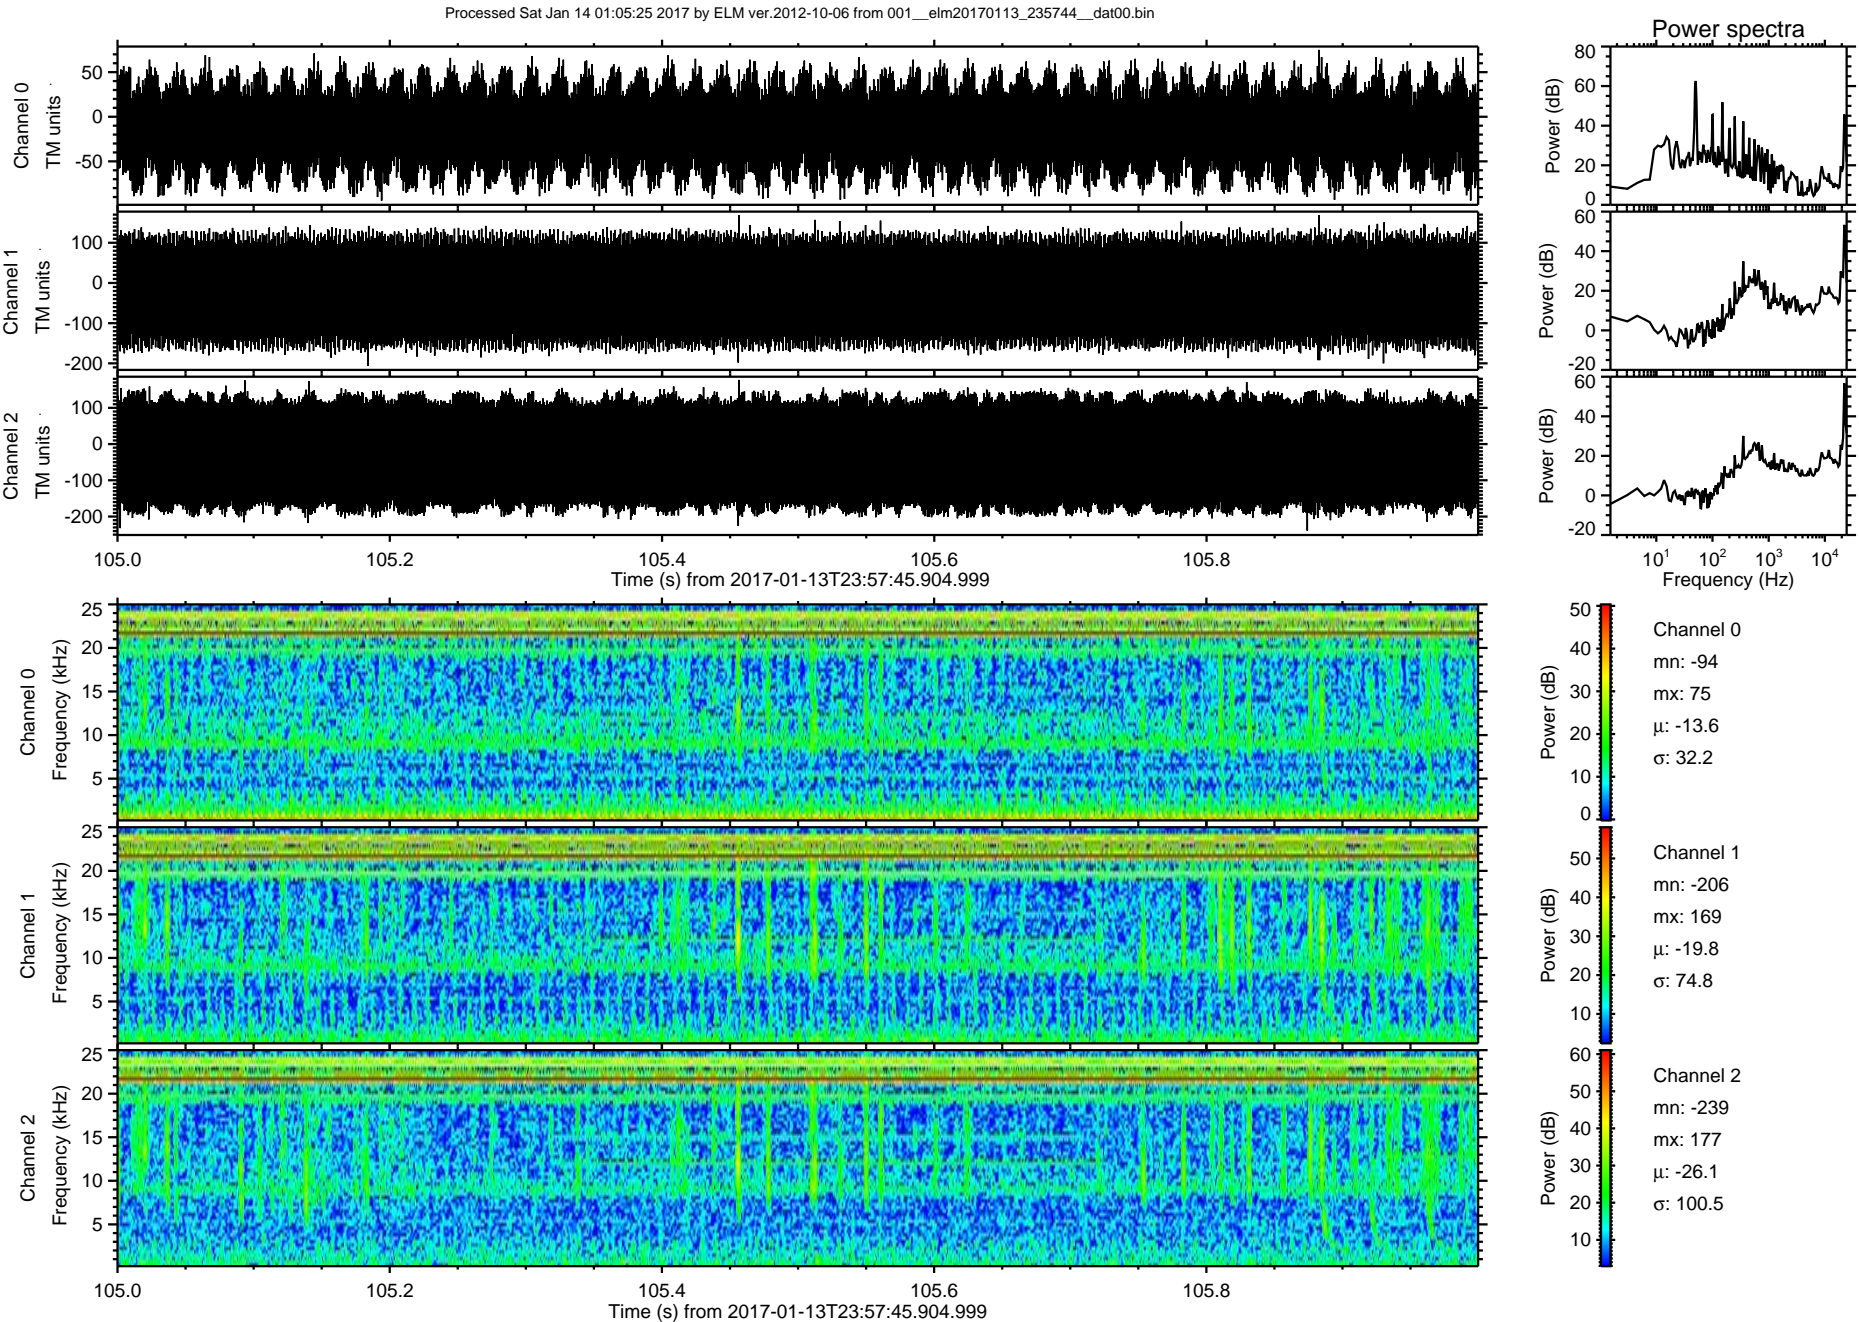 Processed Sat Jan 14 01:05:25 2017 by ELM ver.2012-10-06 from 001__elm20170113_235744__dat00.bin
Power spectra
Channel 0
TM units
50
0
-50
Power (dB)
80
60
40
20
0
Channel 1
TM units
100
0
-100
-200
Power (dB)
60
40
20
0
-20
Channel 2
TM units
100
0
-100
-200
Power (dB)
60
40
20
0
-20
105.0 105.2 105.4 105.6 105.8
Time (s) from 2017-01-13T23:57:45.904.999
10^1 10^2 10^3 10^4
Frequency (Hz)
Channel 0
Frequency (kHz)
25
20
15
10
5
Power (dB)
50
40
30
20
10
0
Channel 0
mn: -94
mx: 75
μ: -13.6
σ: 32.2
Channel 1
Frequency (kHz)
25
20
15
10
5
Power (dB)
50
40
30
20
10
Channel 1
mn: -206
mx: 169
μ: -19.8
σ: 74.8
Channel 2
Frequency (kHz)
25
20
15
10
5
Power (dB)
60
50
40
30
20
10
Channel 2
mn: -239
mx: 177
μ: -26.1
σ: 100.5
105.0 105.2 105.4 105.6 105.8
Time (s) from 2017-01-13T23:57:45.904.999